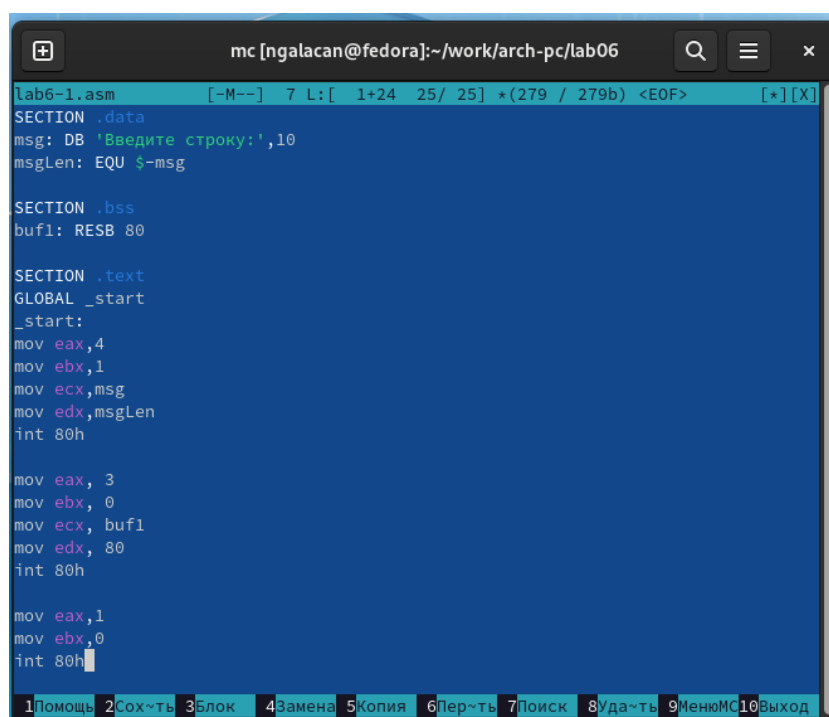 mc [ngalacan@fedora]:~/work/arch-pc/lab06
lab6-1.asm [-M--] 7 L:[ 1+24 25/ 25] *(279 / 279b) <EOF> [*][X]
SECTION .data
msg: DB 'Введите строку:',10
msgLen: EQU $-msg
SECTION .bss
buf1: RESB 80
SECTION .text
GLOBAL _start
_start:
mov eax,4
mov ebx,1
mov ecx,msg
mov edx,msgLen
int 80h
mov eax, 3
mov ebx, 0
mov ecx, buf1
mov edx, 80
int 80h
mov eax,1
mov ebx,0
int 80h
1Помощь 2Сох~ть 3Блок 4Замена 5Копия 6Пер~ть 7Поиск 8Уда~ть 9МенюMC 10Выход